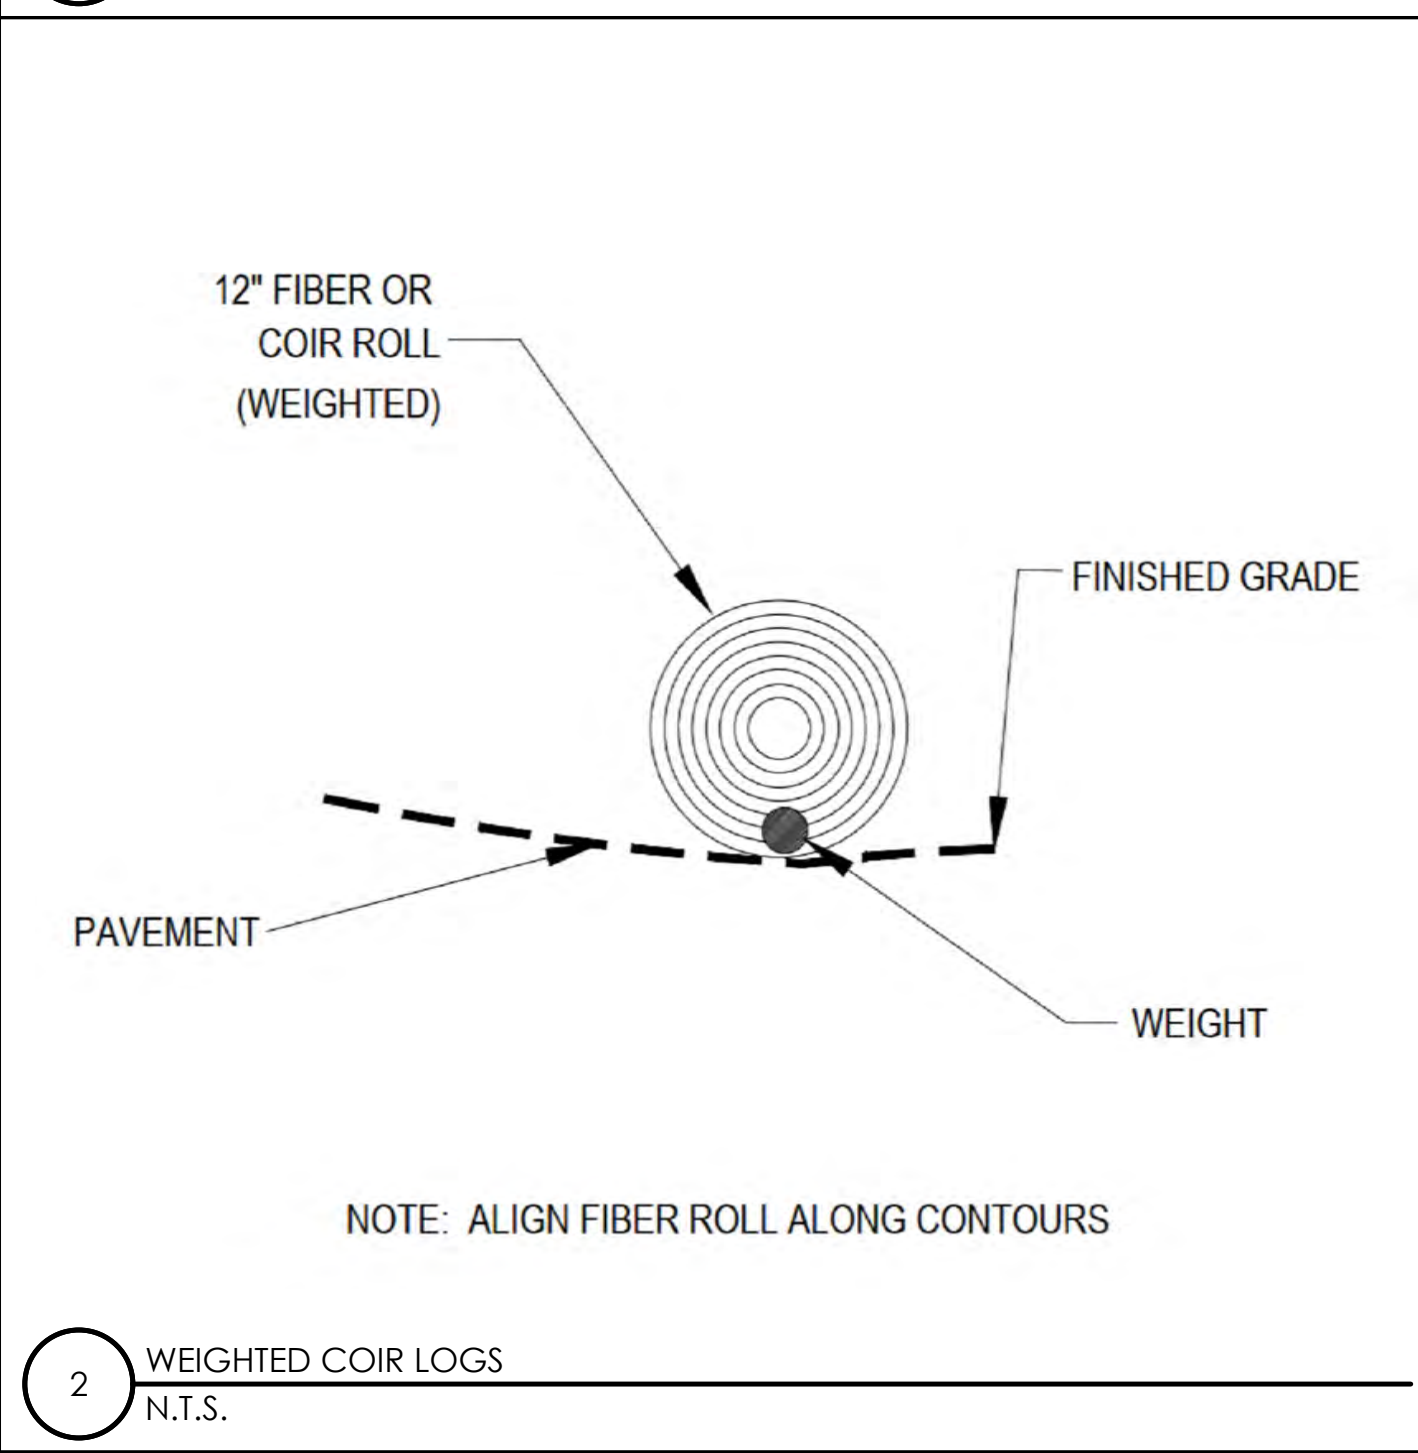 12" FIBER OR
COIR ROLL
(WEIGHTED)
FINISHED GRADE
PAVEMENT
WEIGHT
NOTE: ALIGN FIBER ROLL ALONG CONTOURS
2
WEIGHTED COIR LOGS
N.T.S.